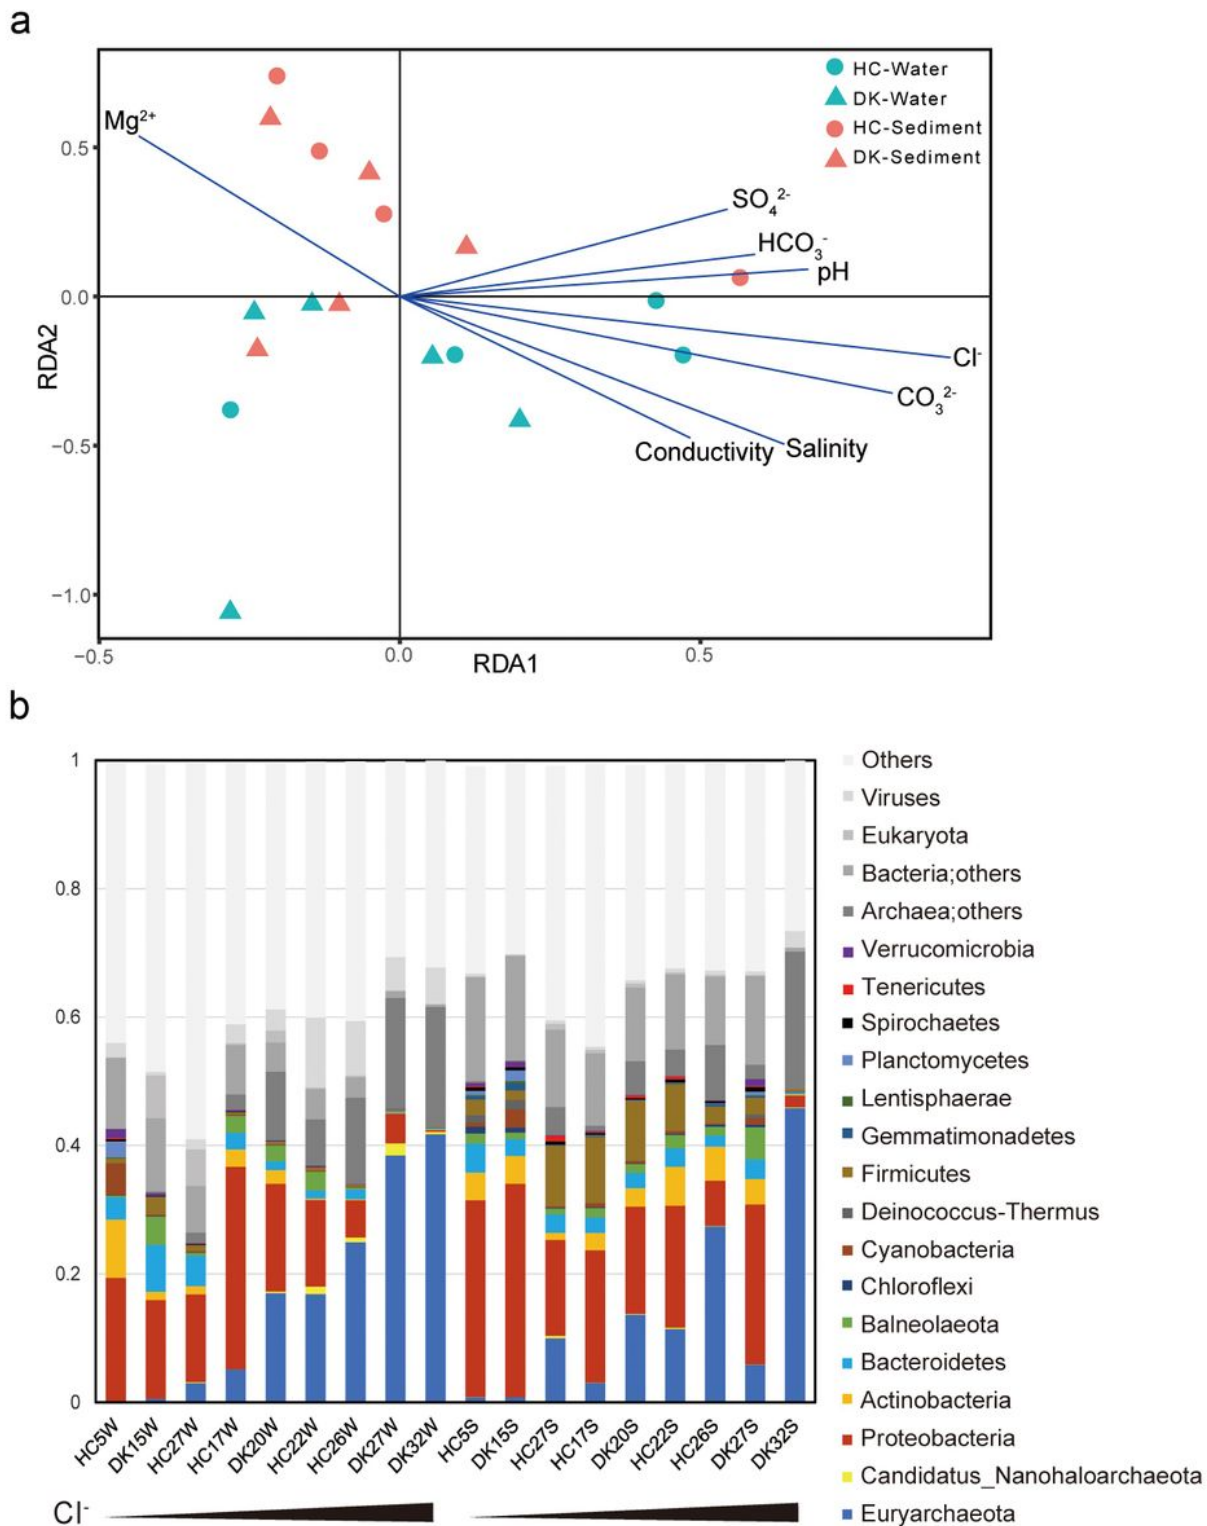 a
HC-Water
DK-Water
HC-Sediment
DK-Sediment
Mg²⁺
SO₄²⁻
HCO₃⁻
pH
Cl⁻
CO₃²⁻
Conductivity
Salinity
0.5
0.0
−0.5
−1.0
RDA2
−0.5
0.0
0.5
RDA1
b
1
0.8
0.6
0.4
0.2
0
Others
Viruses
Eukaryota
Bacteria;others
Archaea;others
Verrucomicrobia
Tenericutes
Spirochaetes
Planctomycetes
Lentisphaerae
Gemmatimonadetes
Firmicutes
Deinococcus-Thermus
Cyanobacteria
Chloroflexi
Balneolaeota
Bacteroidetes
Actinobacteria
Proteobacteria
Candidatus_Nanohaloarchaeota
Euryarchaeota
HC5W
DK15W
HC27W
HC17W
DK20W
HC22W
HC26W
DK27W
DK32W
HC5S
DK15S
HC27S
HC17S
DK20S
HC22S
HC26S
DK27S
DK32S
Cl⁻